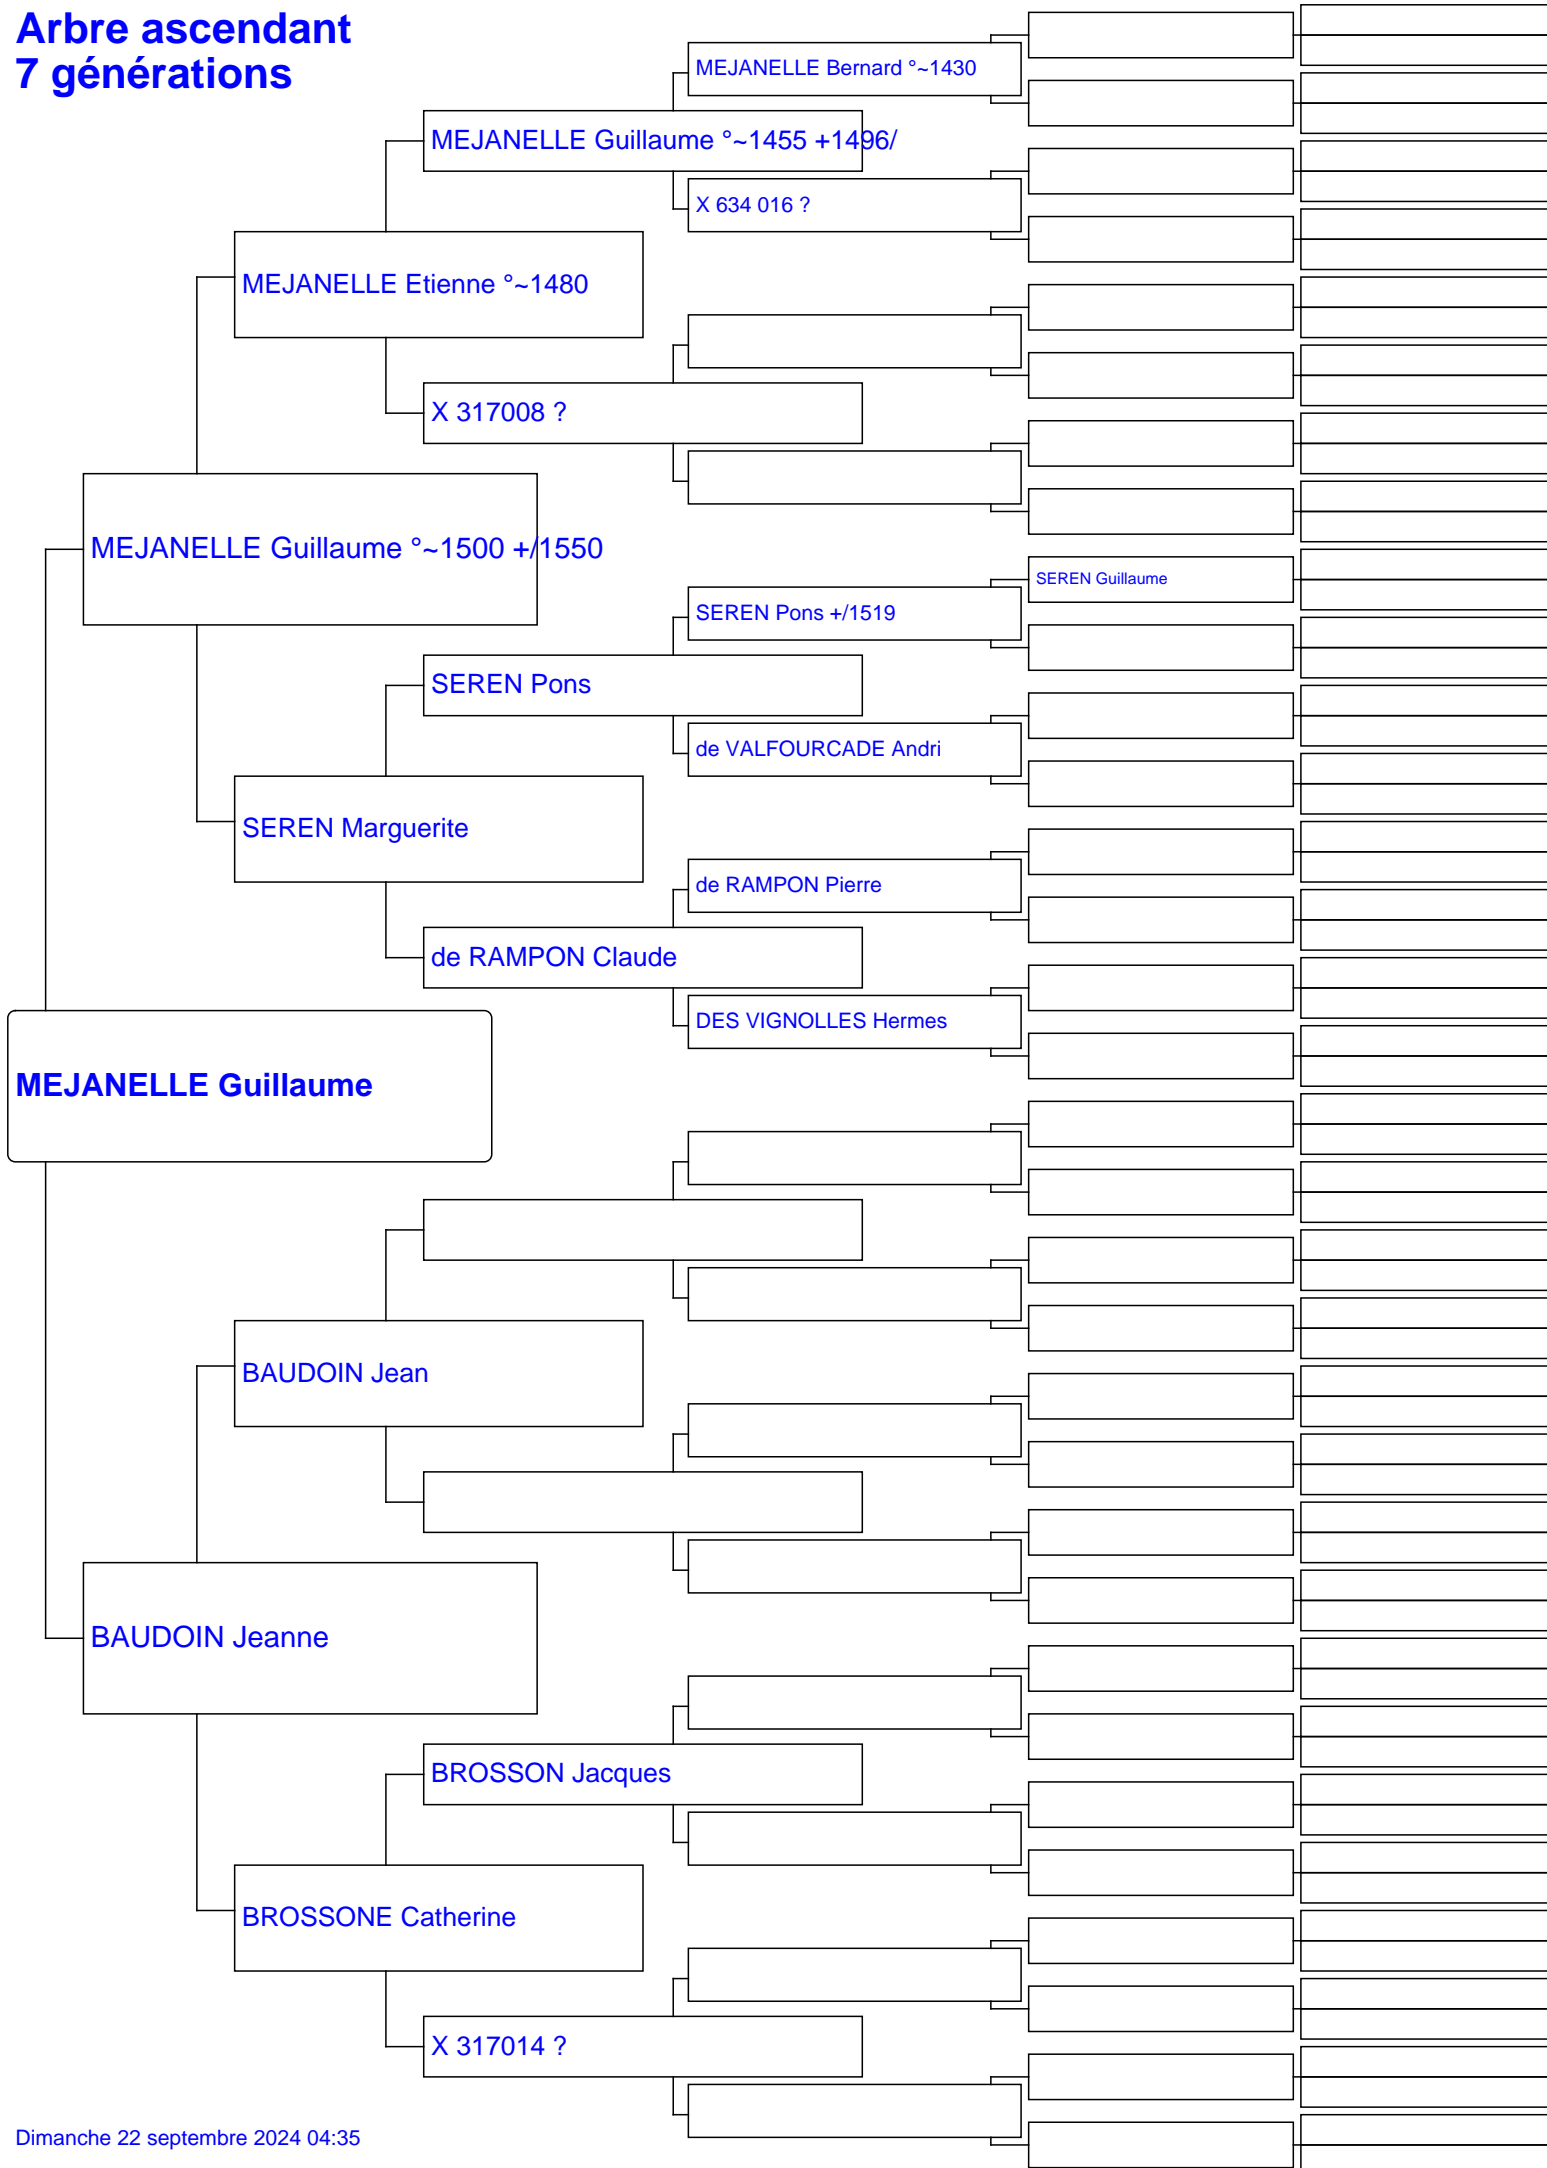 Arbre ascendant
7 générations
MEJANELLE Bernard °~1430
MEJANELLE Guillaume °~1455 +1496/
X 634 016 ?
MEJANELLE Etienne °~1480
X 317008 ?
MEJANELLE Guillaume °~1500 +/1550
SEREN Guillaume
SEREN Pons +/1519
SEREN Pons
de VALFOURCADE Andri
SEREN Marguerite
de RAMPON Pierre
de RAMPON Claude
DES VIGNOLLES Hermes
MEJANELLE Guillaume
BAUDOIN Jean
BAUDOIN Jeanne
BROSSON Jacques
BROSSONE Catherine
X 317014 ?
Dimanche 22 septembre 2024 04:35